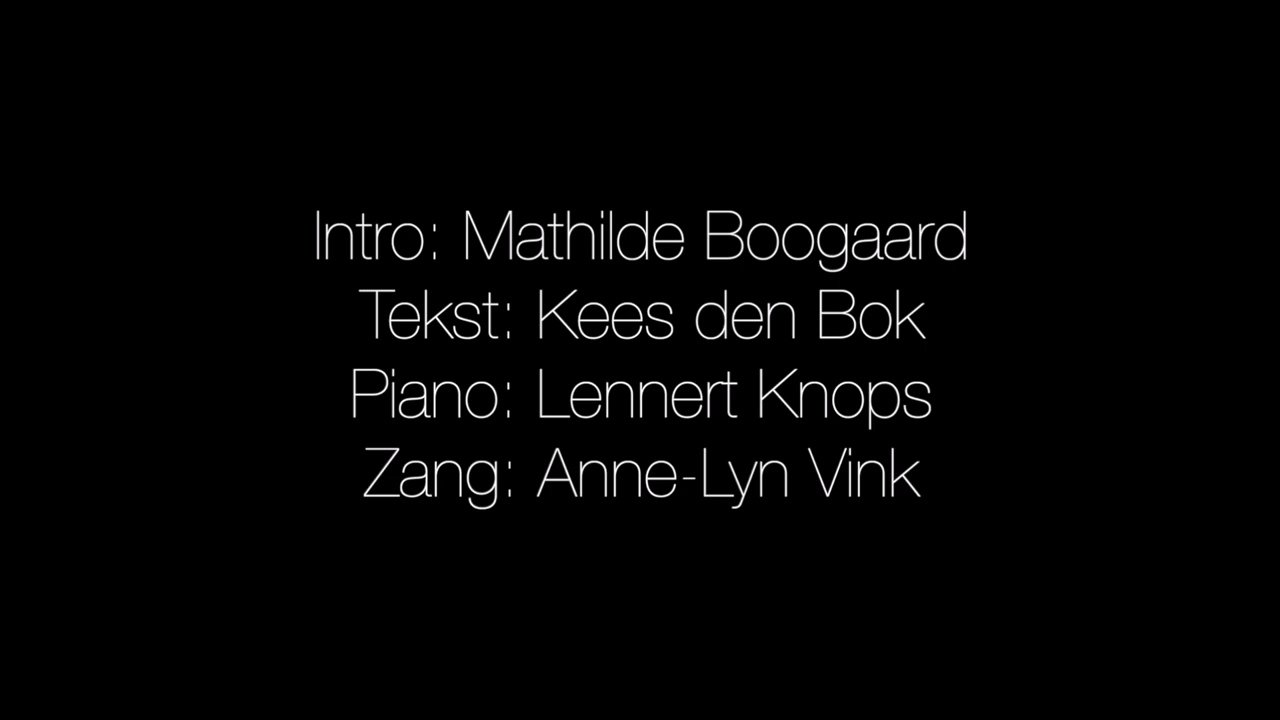 Intro: Mathilde Boogaard
Tekst: Kees den Bok
Piano: Lennert Knops
Zang: Anne-Lyn Vink